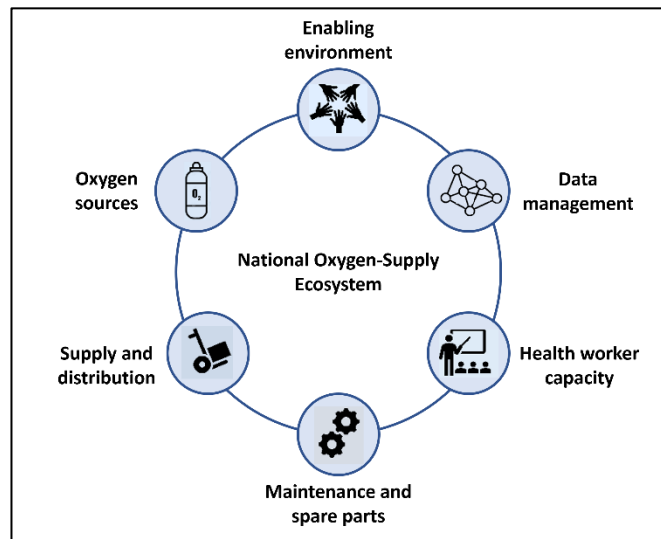 Enabling
environment
Oxygen
sources
O2
Data
management
National Oxygen-Supply
Ecosystem
Supply and
distribution
Health worker
capacity
Maintenance and
spare parts